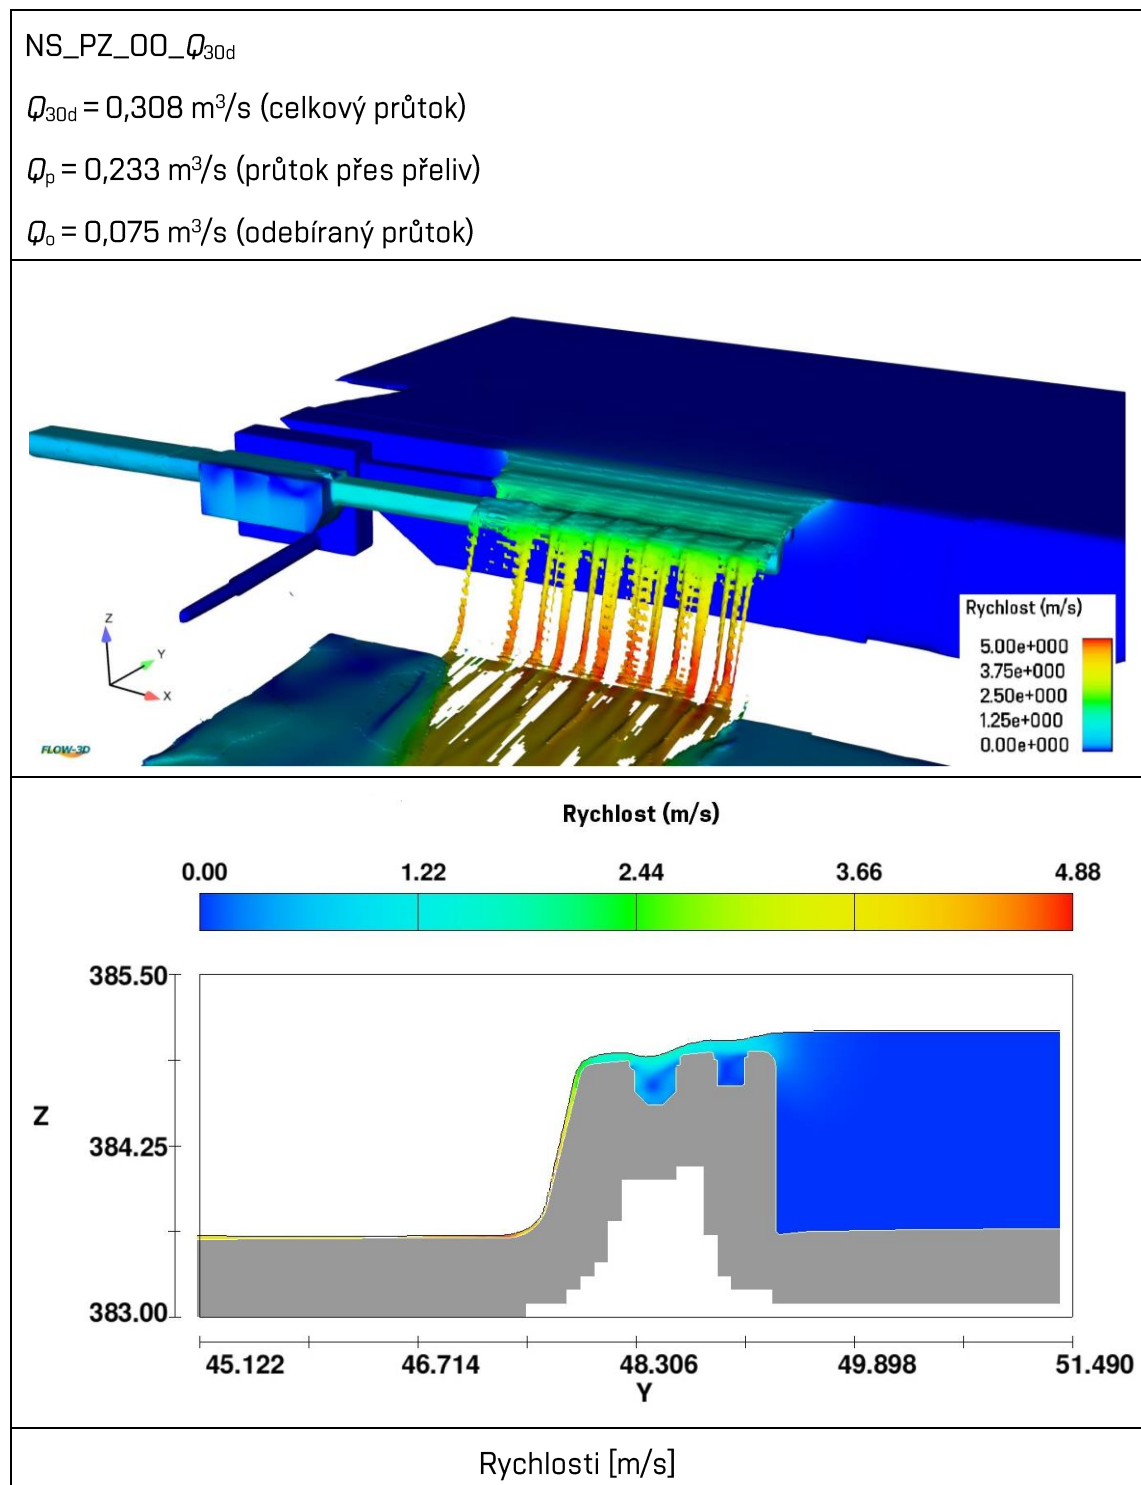 NS_PZ_00_Q30d
Q30d = 0,308 m³/s (celkový průtok)
Qp = 0,233 m³/s (průtok přes přeliv)
Qo = 0,075 m³/s (odebíraný průtok)
Rychlost (m/s)
5.00e+000
3.75e+000
2.50e+000
1.25e+000
0.00e+000
Z
Y
X
FLOW-3D
Rychlost (m/s)
0.00 1.22 2.44 3.66 4.88
385.50
Z
384.25
383.00
45.122 46.714 48.306 49.898 51.490
Y
Rychlosti [m/s]